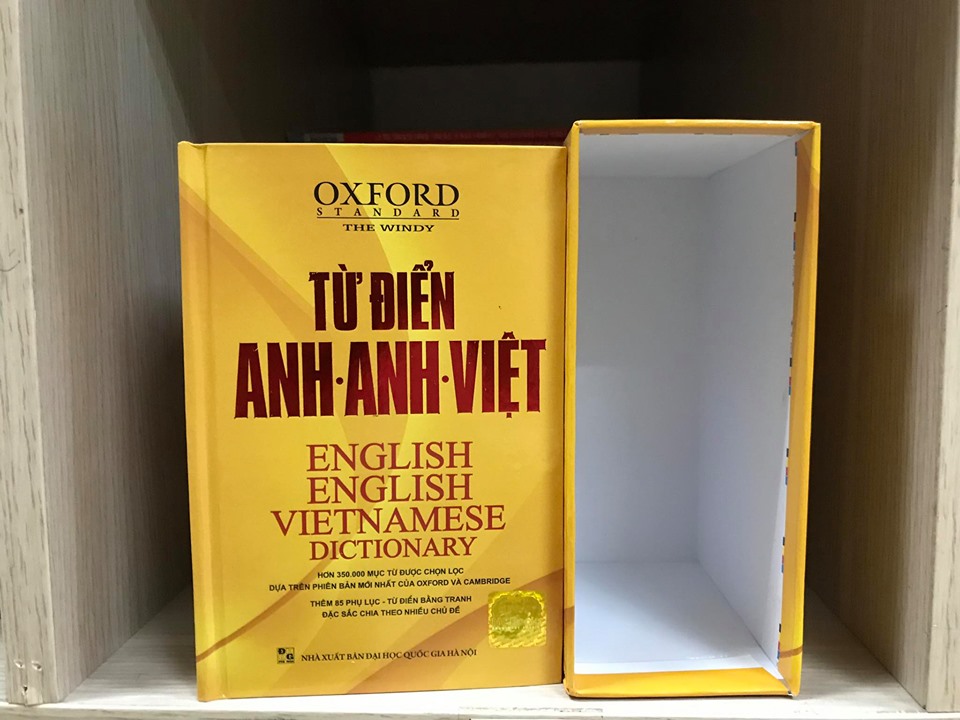 OXFORD
STANDARD
THE WINDY
TỪ ĐIỂN
ANH·ANH·VIỆT
ENGLISH
ENGLISH
VIETNAMESE
DICTIONARY
HƠN 350.000 MỤC TỪ ĐƯỢC CHỌN LỌC
DỰA TRÊN PHIÊN BẢN MỚI NHẤT CỦA OXFORD VÀ CAMBRIDGE
THÊM 85 PHỤ LỤC - TỪ ĐIỂN BẰNG TRANH
ĐẶC SẮC CHIA THEO NHIỀU CHỦ ĐỀ
NHÀ XUẤT BẢN ĐẠI HỌC QUỐC GIA HÀ NỘI